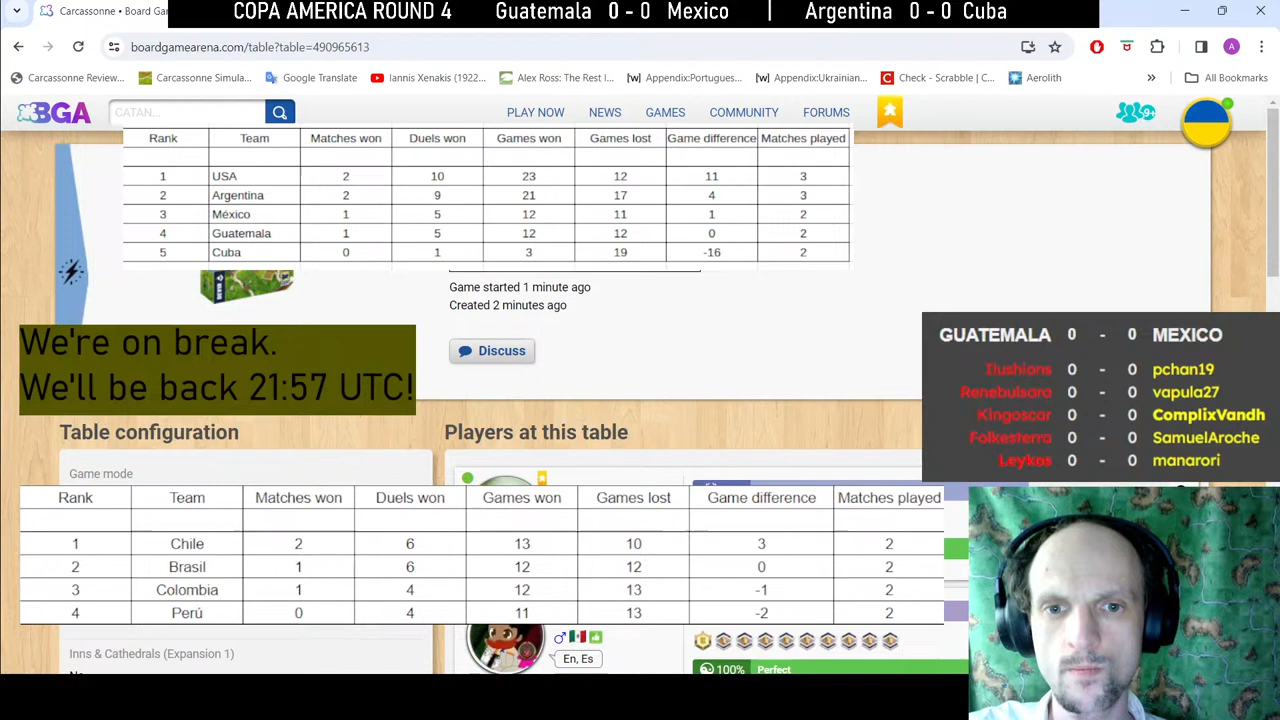 COPA AMERICA ROUND 4 Guatemala 0 - 0 Mexico | Argentina 0 - 0 Cuba
Carcassonne • Board Gam
boardgamearena.com/table?table=490965613
A
Carcassonne Review... Carcassonne Simula... Google Translate Iannis Xenakis (1922... Alex Ross: The Rest I... [w] Appendix:Portugues... [w] Appendix:Ukrainian... C Check - Scrabble | C... Aerolith » All Bookmarks
BGA CATAN... PLAY NOW NEWS GAMES COMMUNITY FORUMS 9+
Rank Team Matches won Duels won Games won Games lost Game difference Matches played
1 USA 2 10 23 12 11 3
2 Argentina 2 9 21 17 4 3
3 México 1 5 12 11 1 2
4 Guatemala 1 5 12 12 0 2
5 Cuba 0 1 3 19 -16 2
Game started 1 minute ago
Created 2 minutes ago
Discuss
We're on break.
We'll be back 21:57 UTC!
GUATEMALA 0 - 0 MEXICO
Ilushions 0 - 0 pchan19
Renebulsara 0 - 0 vapula27
Kingoscar 0 - 0 ComplixVandh
Folkesterra 0 - 0 SamuelAroche
Leykos 0 - 0 manarori
Table configuration
Players at this table
Game mode
Rank Team Matches won Duels won Games won Games lost Game difference Matches played
1 Chile 2 6 13 10 3 2
2 Brasil 1 6 12 12 0 2
3 Colombia 1 4 12 13 -1 2
4 Perú 0 4 11 13 -2 2
Inns & Cathedrals (Expansion 1)
En, Es
100% Perfect